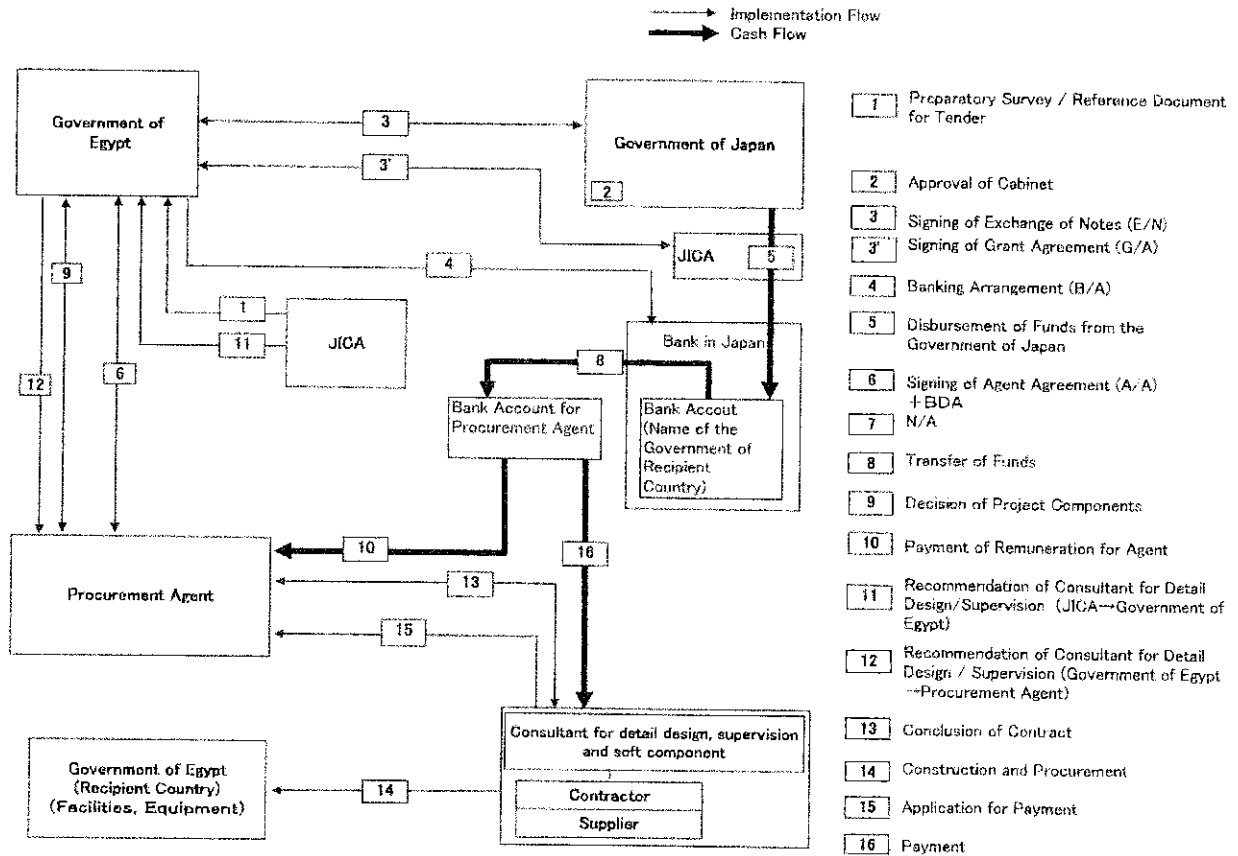 Implementation Flow
Cash Flow
Government of
Egypt
3
3'
Government of Japan
2
JICA
5
4
9
1
11
JICA
12
6
Bank in Japan
8
Bank Account for
Procurement Agent
Bank Accout
(Name of the
Government of
Recipient
Country)
10
16
Procurement Agent
13
15
Consultant for detail design, supervision
and soft component
Contractor
Supplier
Government of Egypt
(Recipient Country)
(Facilities, Equipment)
14
1 Preparatory Survey / Reference Document
for Tender
2 Approval of Cabinet
3 Signing of Exchange of Notes (E/N)
3' Signing of Grant Agreement (G/A)
4 Banking Arrangement (B/A)
5 Disbursement of Funds from the
Government of Japan
6 Signing of Agent Agreement (A/A)
+BDA
7 N/A
8 Transfer of Funds
9 Decision of Project Components
10 Payment of Remuneration for Agent
11 Recommendation of Consultant for Detail
Design/Supervision (JICA→Government of
Egypt)
12 Recommendation of Consultant for Detail
Design / Supervision (Government of Egypt
→Procurement Agent)
13 Conclusion of Contract
14 Construction and Procurement
15 Application for Payment
16 Payment